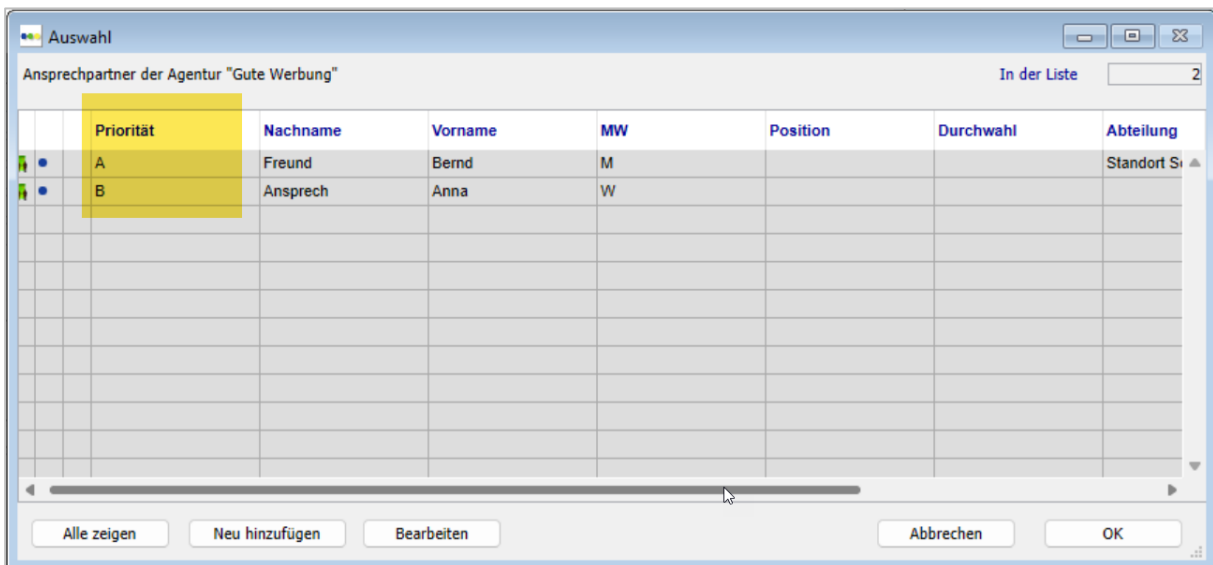 Auswahl
Ansprechpartner der Agentur "Gute Werbung" In der Liste 2
Priorität Nachname Vorname MW Position Durchwahl Abteilung
A Freund Bernd M Standort
B Ansprech Anna W
Alle zeigen Neu hinzufügen Bearbeiten Abbrechen OK